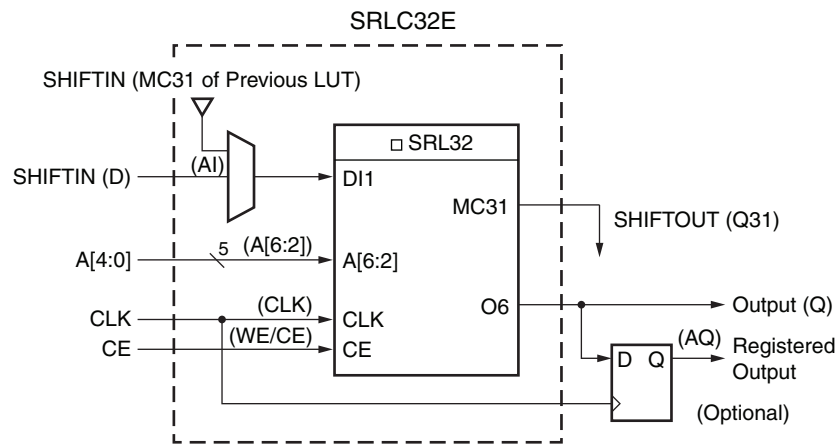 SRLC32E
SHIFTIN (MC31 of Previous LUT)
□ SRL32
SHIFTIN (D)
(AI)
DI1
MC31
SHIFTOUT (Q31)
A[4:0]
5
(A[6:2])
A[6:2]
CLK
(CLK)
CLK
O6
Output (Q)
CE
(WE/CE)
CE
D Q
(AQ)
Registered
Output
(Optional)